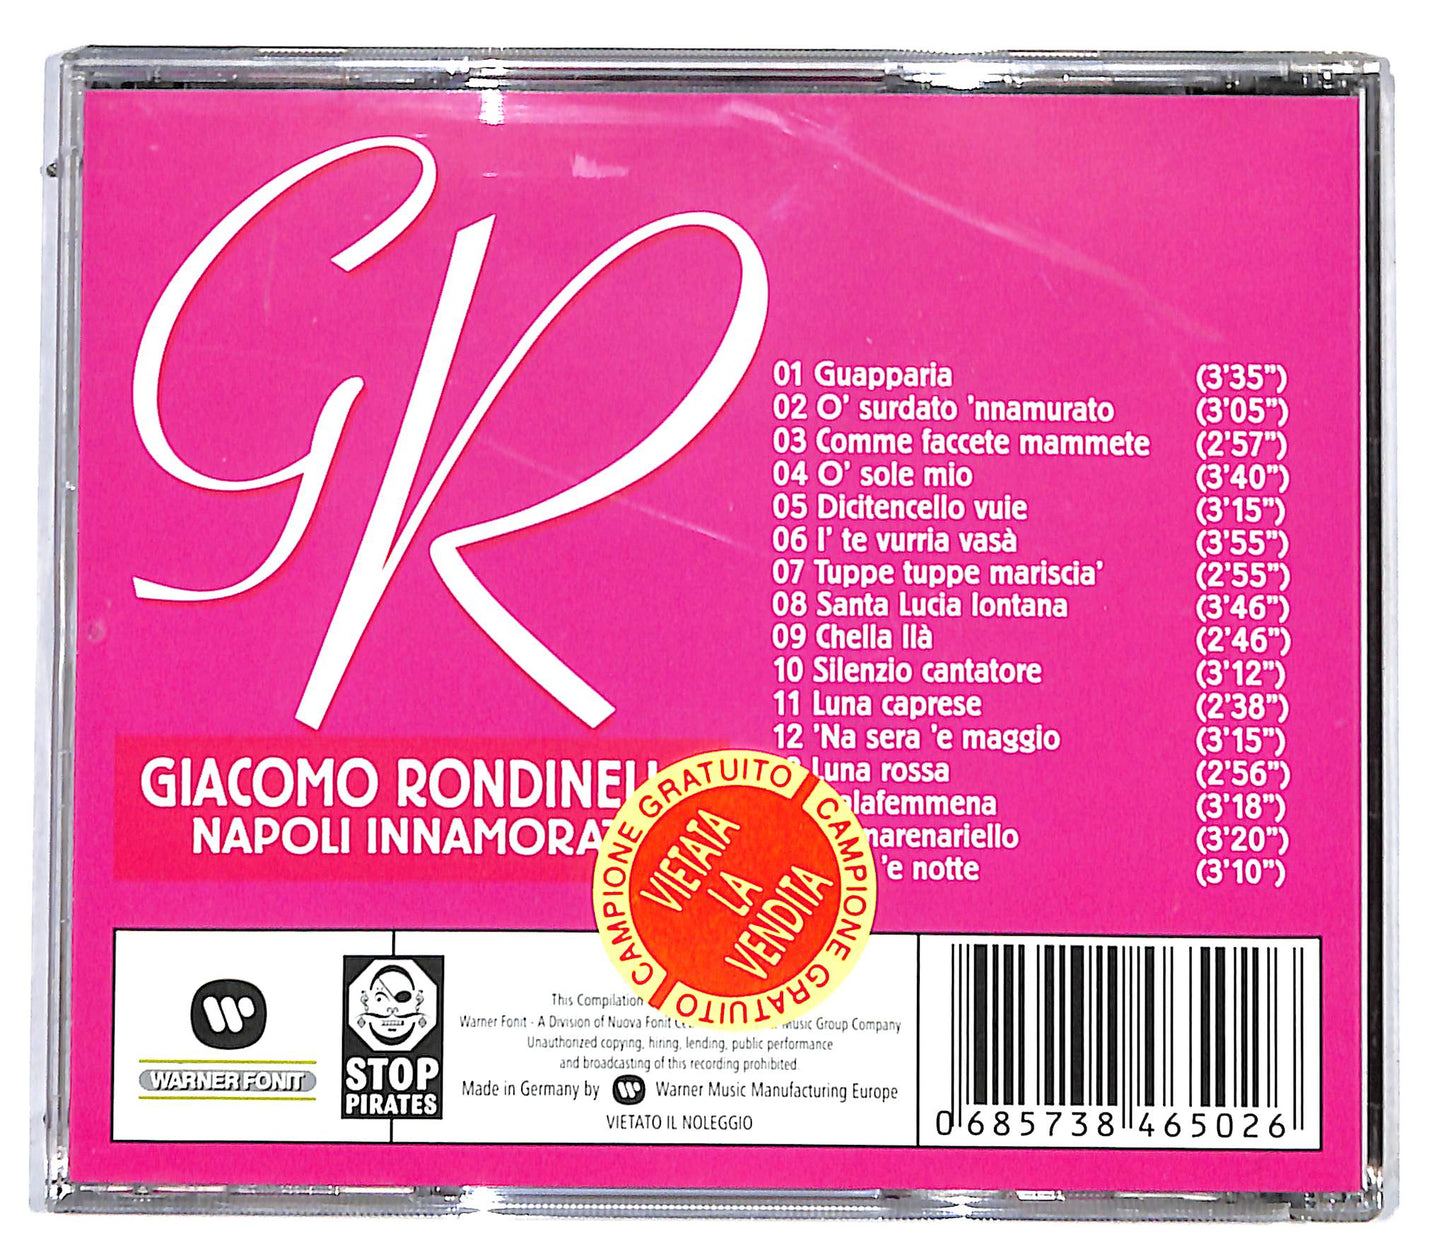 GR
01 Guapparia (3'35")
02 O' surdato 'nnamurato (3'05")
03 Comme faccete mammete (2'57")
04 O' sole mio (3'40")
05 Dicitencello vuie (3'15")
06 I' te vurria vasà (3'55")
07 Tuppe tuppe mariscia' (2'55")
08 Santa Lucia lontana (3'46")
09 Chella llà (2'46")
10 Silenzio cantatore (3'12")
11 Luna caprese (2'38")
12 'Na sera 'e maggio (3'15")
Luna rossa (2'56")
(3'18")
(3'20")
'e notte (3'10")
GIACOMO
NAPOLI
CAMPIONE GRATUITO
CAMPIONE GRATUITO
VIETATA
LA
VENDITA
WARNER FONIT
STOP
PIRATES
This Compilation
Warner Fonit - A Division of Nuova Fonit Music Group Company
Unauthorized copying, hiring, lending, public performance
and broadcasting of this recording prohibited
Made in Germany by Warner Music Manufacturing Europe
VIETATO IL NOLEGGIO
0 685738 465026